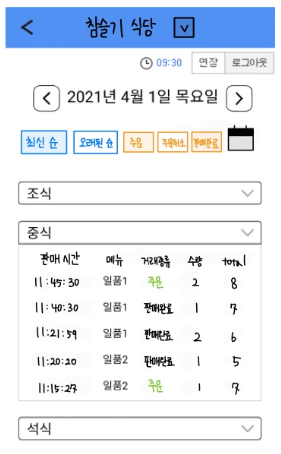 참슬기 식당
09:30 연장 로그아웃
2021년 4월 1일 목요일
최신 순 오래된 순 주문 주문취소 판매완료
조식
중식
판매 시간 메뉴 거래종류 수량 total
11:45:30 일품1 주문 2 8
11:40:30 일품1 판매완료 1 7
11:21:59 일품1 판매완료 2 6
11:20:20 일품2 판매완료 1 5
11:15:27 일품2 주문 1 7
석식